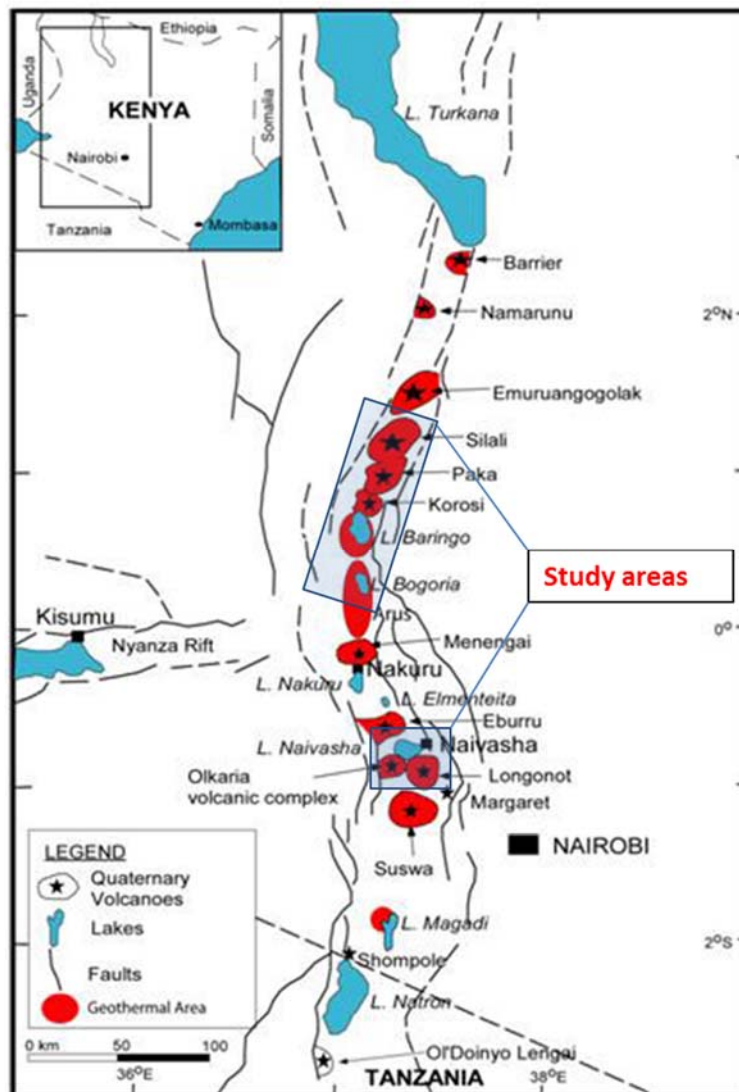 Ethiopia
Uganda
KENYA
Somalia
Nairobi
Tanzania
Mombasa
L. Turkana
Barrier
Namarunu
2°N
Emuruangogolak
Silali
Paka
Korosi
L. Baringo
Study areas
L. Bogoria
Arus
Kisumu
0°
Nyanza Rift
Menengai
Nakuru
L. Nakuru
L. Elmenteita
Eburru
L. Naivasha
Naivasha
Olkaria
volcanic complex
Longonot
Margaret
NAIROBI
Suswa
LEGEND
Quaternary
Volcanoes
Lakes
Faults
Geothermal Area
L. Magadi
2°S
Shompole
L. Natron
0 km 50 100
Ol'Doinyo Lengai
36°E
TANZANIA
38°E